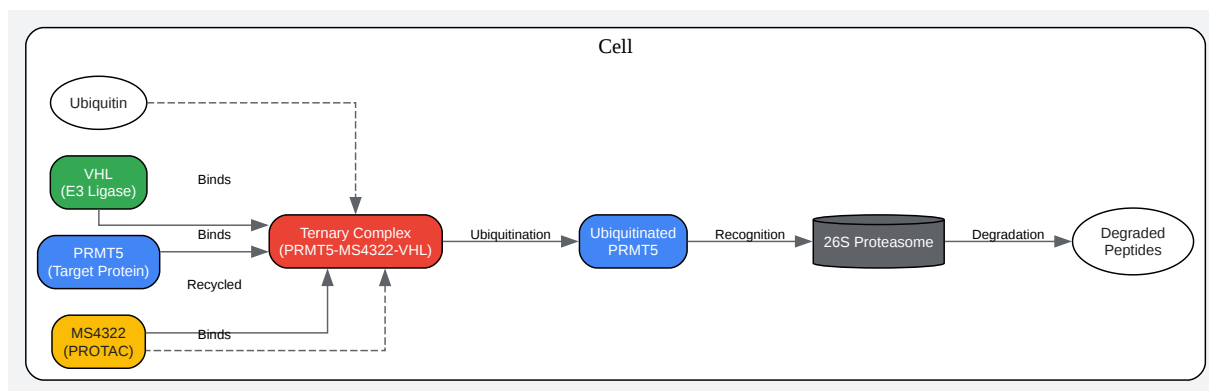 Cell
Ubiquitin
VHL
(E3 Ligase)
Binds
PRMT5
(Target Protein)
Binds
Recycled
MS4322
(PROTAC)
Binds
Ternary Complex
(PRMT5-MS4322-VHL)
Ubiquitination
Ubiquitinated
PRMT5
Recognition
26S Proteasome
Degradation
Degraded
Peptides